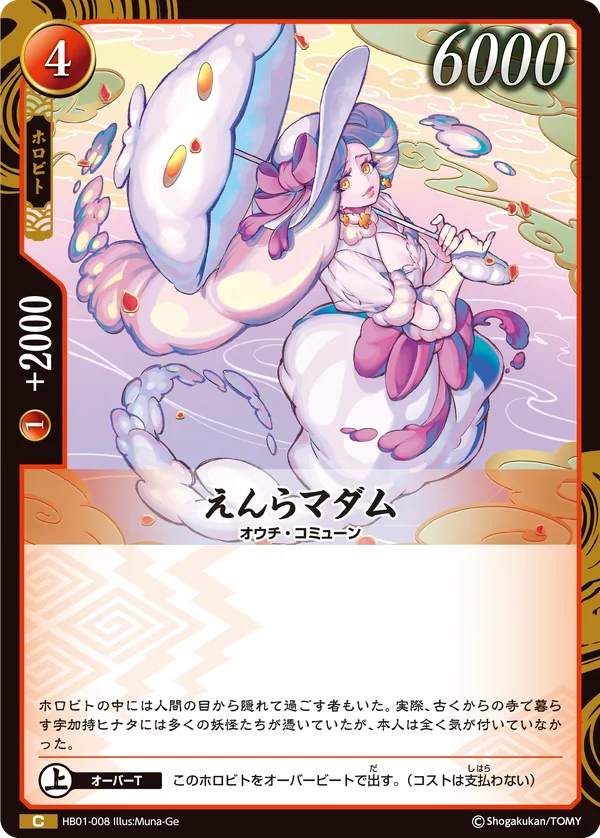 4
6000
ホロビト
+2000
1
えんらマダム
オウチ・コミューン
ホロビトの中には人間の目から隠れて過ごす者もいた。実際、古くからの寺で暮ら
す宇加持ヒナタには多くの妖怪たちが憑いていたが、本人は全く気が付いていなか
った。
上 オーバーT このホロビトをオーバービートで出だす。（コストは支払しはらわない）
C HB01-008 Illus:Muna-Ge ©Shogakukan/TOMY